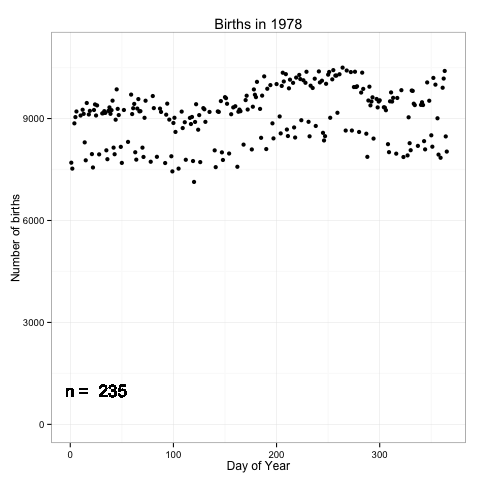 Births in 1978
Number of births
9000
6000
3000
0
n = 235
0 100 200 300
Day of Year